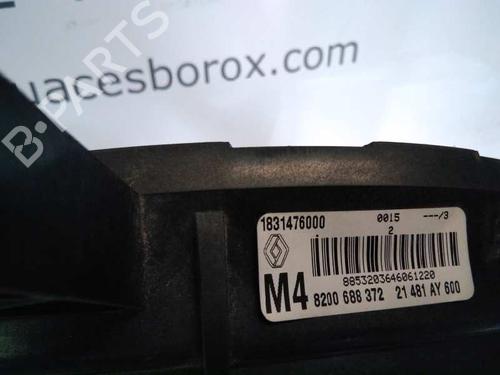 B-PARTS
uacesborox.com
1831476000 0015 ---/3
2
8853203646061220
M4 8200 688 372 21 481 AY 600